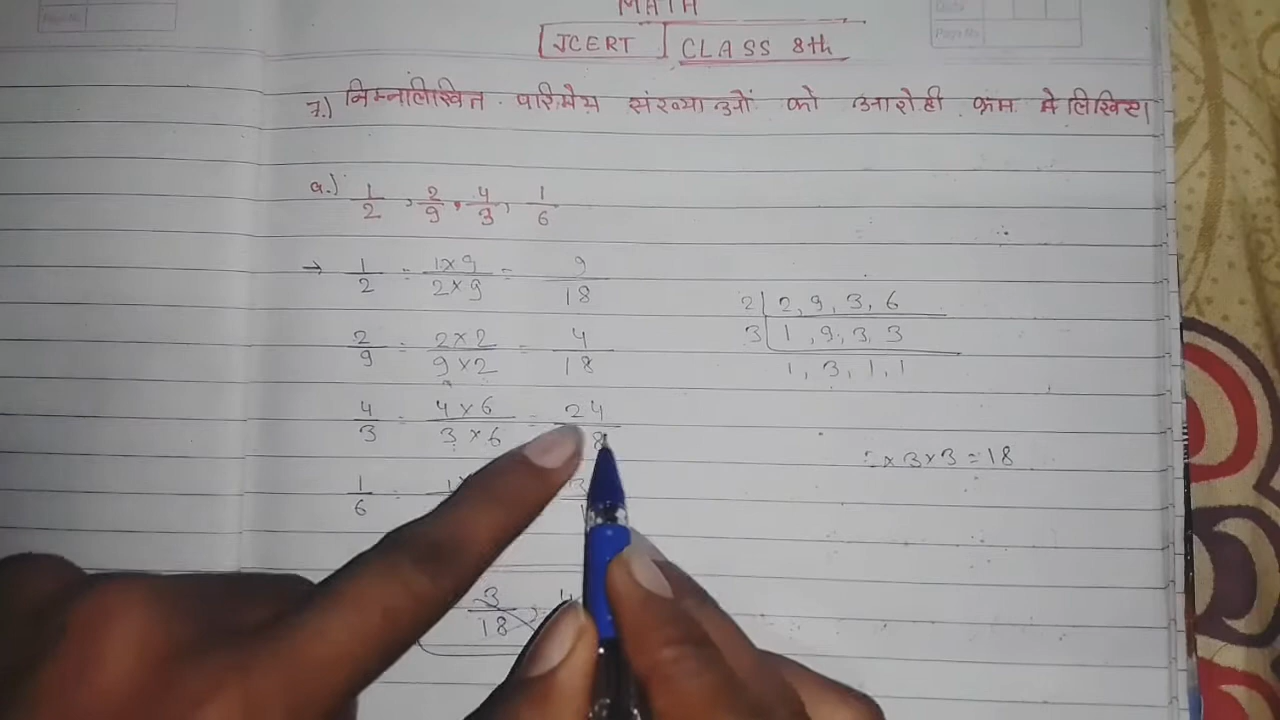 MATH
JCERT CLASS 8th
7.) निम्नलिखित परिमेय संख्याओं को आरोही क्रम मे लिखिए।
a.) 1/2, 2/9, 4/3, 1/6
→ 1/2 = 1×9/2×9 = 9/18
2/9 = 2×2/9×2 = 4/18
4/3 = 4×6/3×6 = 24/ 8
1/6 =
3/18, 4
2 | 2, 9, 3, 6
3 | 1, 9, 3, 3
1, 3, 1, 1
×3×3=18